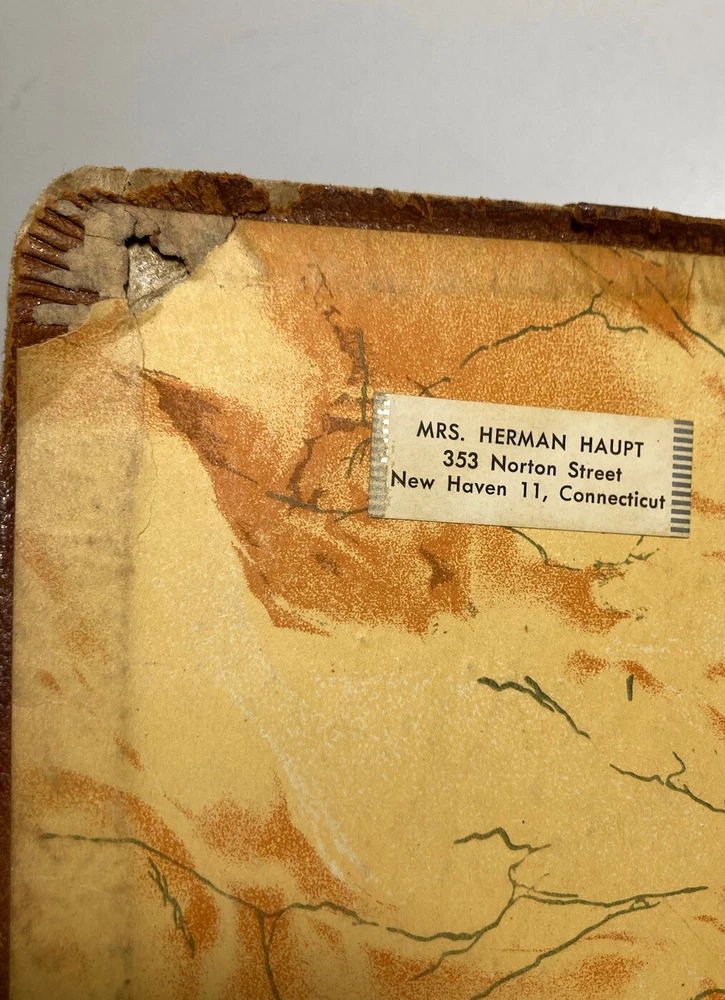 MRS. HERMAN HAUPT
353 Norton Street
New Haven 11, Connecticut